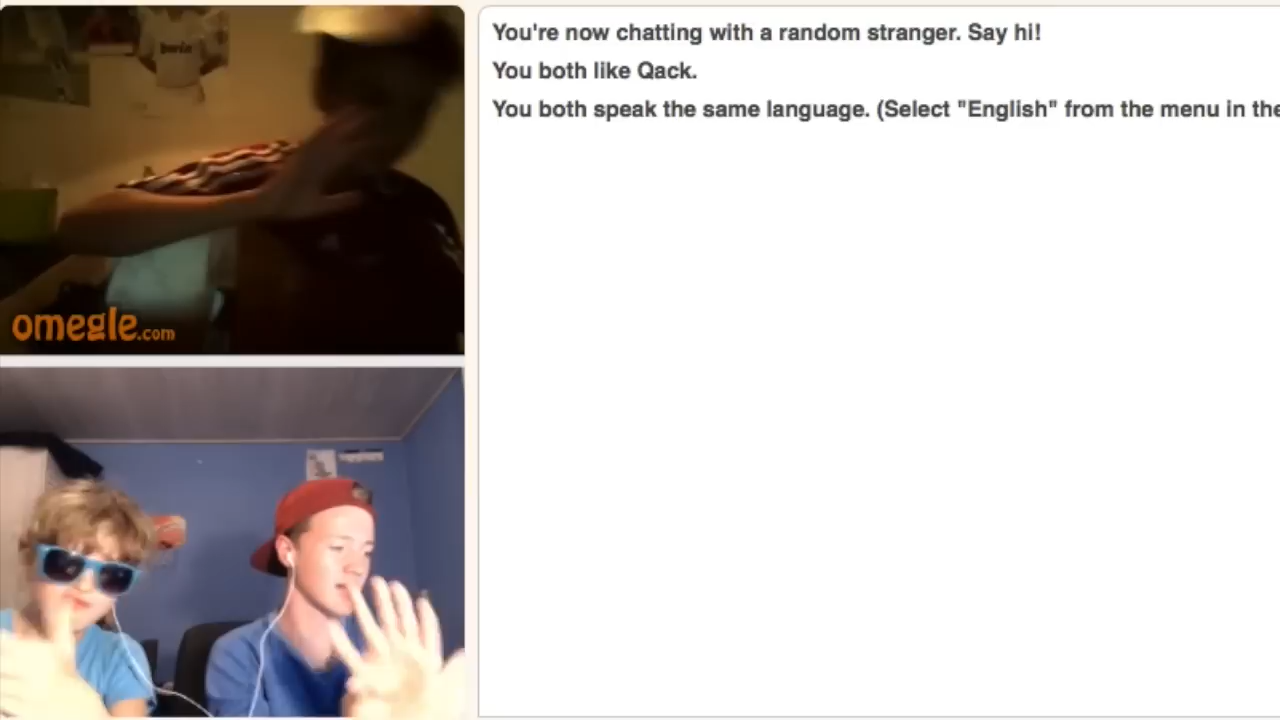 You're now chatting with a random stranger. Say hi!
You both like Qack.
You both speak the same language. (Select "English" from the menu in the
bwin
omegle.com